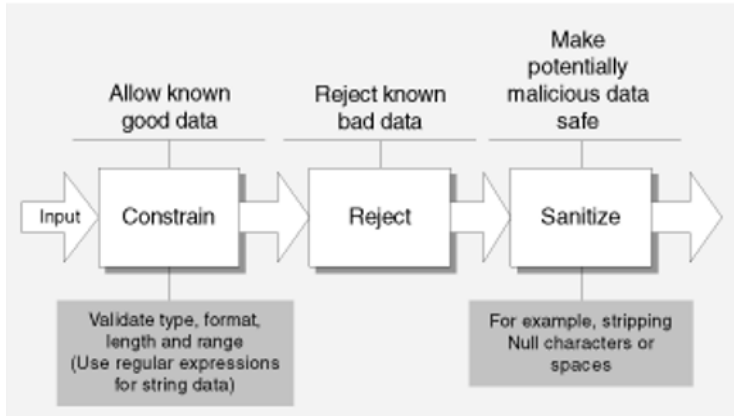 Allow known
good data
Reject known
bad data
Make
potentially
malicious data
safe
Input
Constrain
Reject
Sanitize
Validate type, format,
length and range
(Use regular expressions
for string data)
For example, stripping
Null characters or
spaces